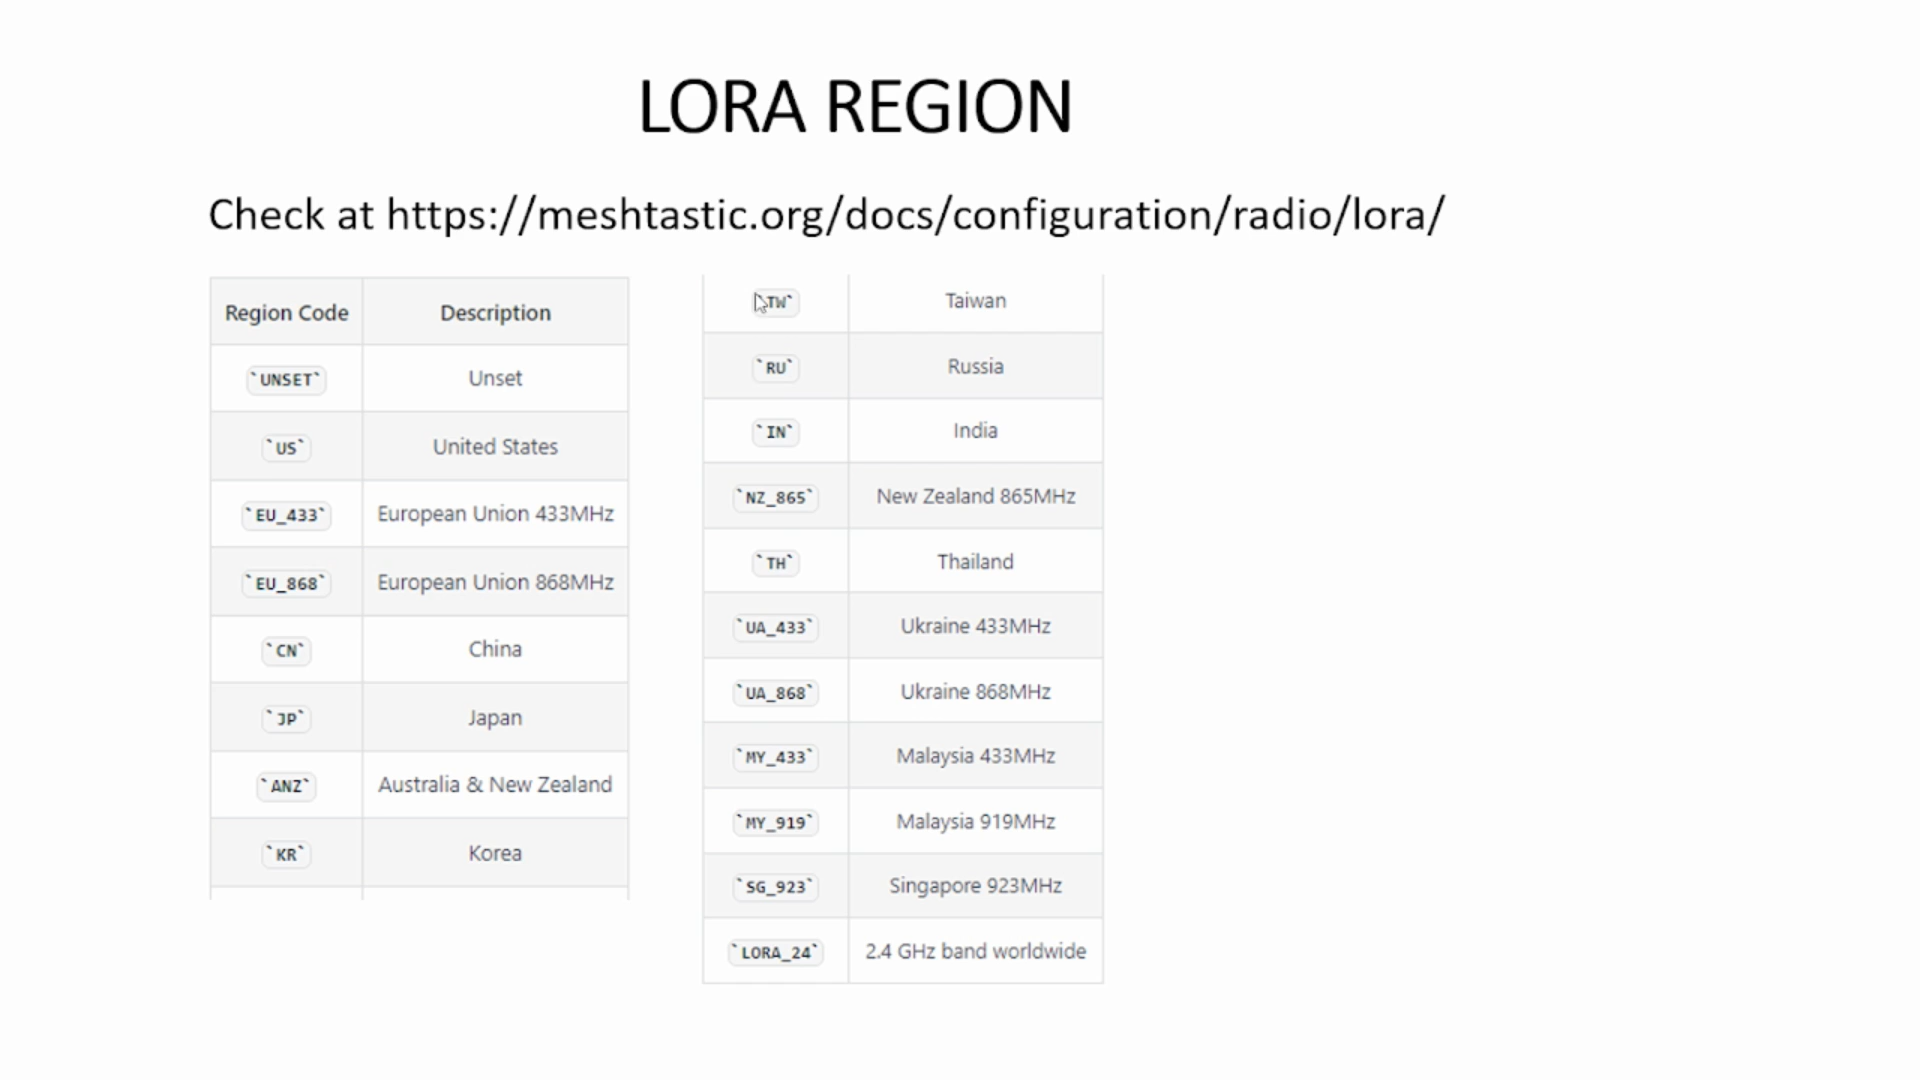 LORA REGION
Check at https://meshtastic.org/docs/configuration/radio/lora/
Region Code Description
`UNSET` Unset
`US` United States
`EU_433` European Union 433MHz
`EU_868` European Union 868MHz
`CN` China
`JP` Japan
`ANZ` Australia & New Zealand
`KR` Korea
TW` Taiwan
`RU` Russia
`IN` India
`NZ_865` New Zealand 865MHz
`TH` Thailand
`UA_433` Ukraine 433MHz
`UA_868` Ukraine 868MHz
`MY_433` Malaysia 433MHz
`MY_919` Malaysia 919MHz
`SG_923` Singapore 923MHz
`LORA_24` 2.4 GHz band worldwide